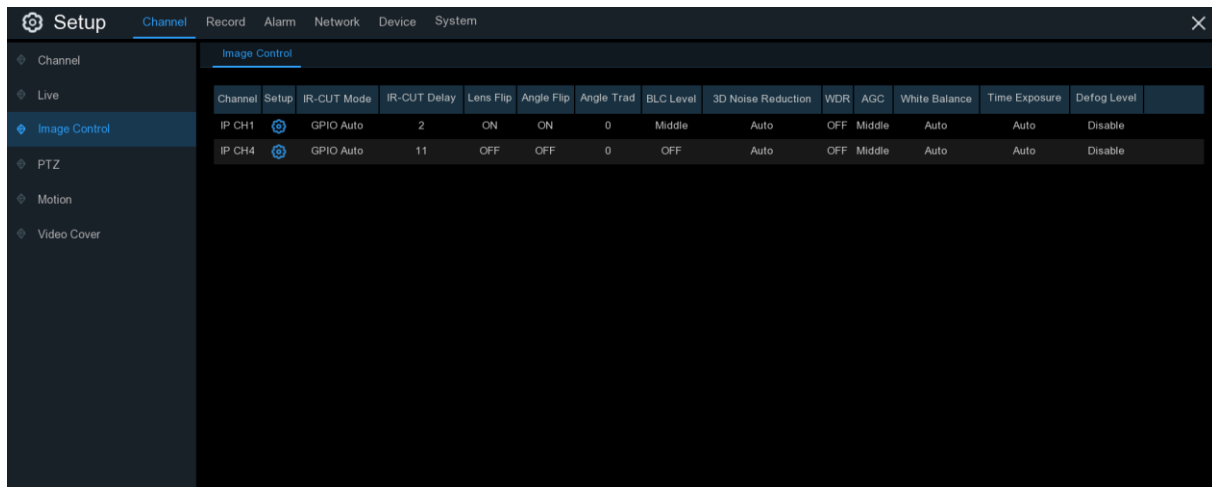 Setup Channel Record Alarm Network Device System
Image Control
Channel
Live
Image Control
PTZ
Motion
Video Cover
Channel Setup IR-CUT Mode IR-CUT Delay Lens Flip Angle Flip Angle Trad BLC Level 3D Noise Reduction WDR AGC White Balance Time Exposure Defog Level
IP CH1 GPIO Auto 2 ON ON 0 Middle Auto OFF Middle Auto Auto Disable
IP CH4 GPIO Auto 11 OFF OFF 0 OFF Auto OFF Middle Auto Auto Disable